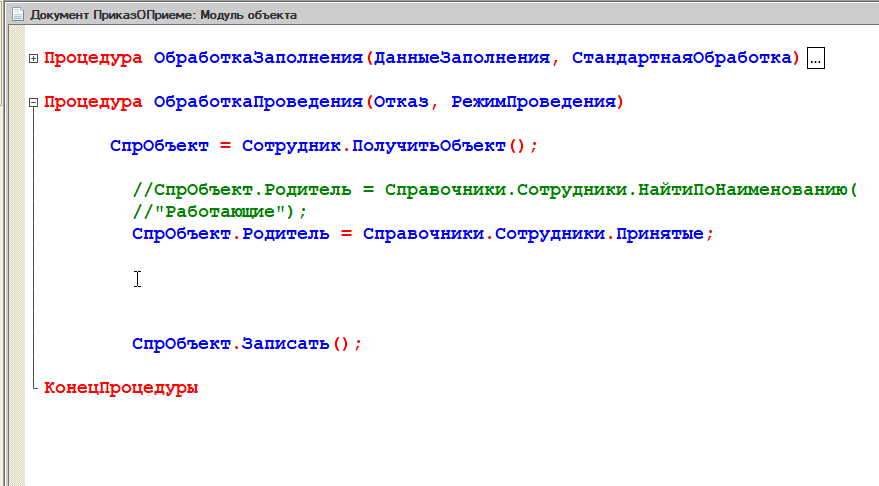 Документ ПриказОПриеме: Модуль объекта
Процедура ОбработкаЗаполнения(ДанныеЗаполнения, СтандартнаяОбработка) ...
Процедура ОбработкаПроведения(Отказ, РежимПроведения)
СпрОбъект = Сотрудник.ПолучитьОбъект();
//СпрОбъект.Родитель = Справочники.Сотрудники.НайтиПоНаименованию(
//"Работающие");
СпрОбъект.Родитель = Справочники.Сотрудники.Принятые;
СпрОбъект.Записать();
КонецПроцедуры